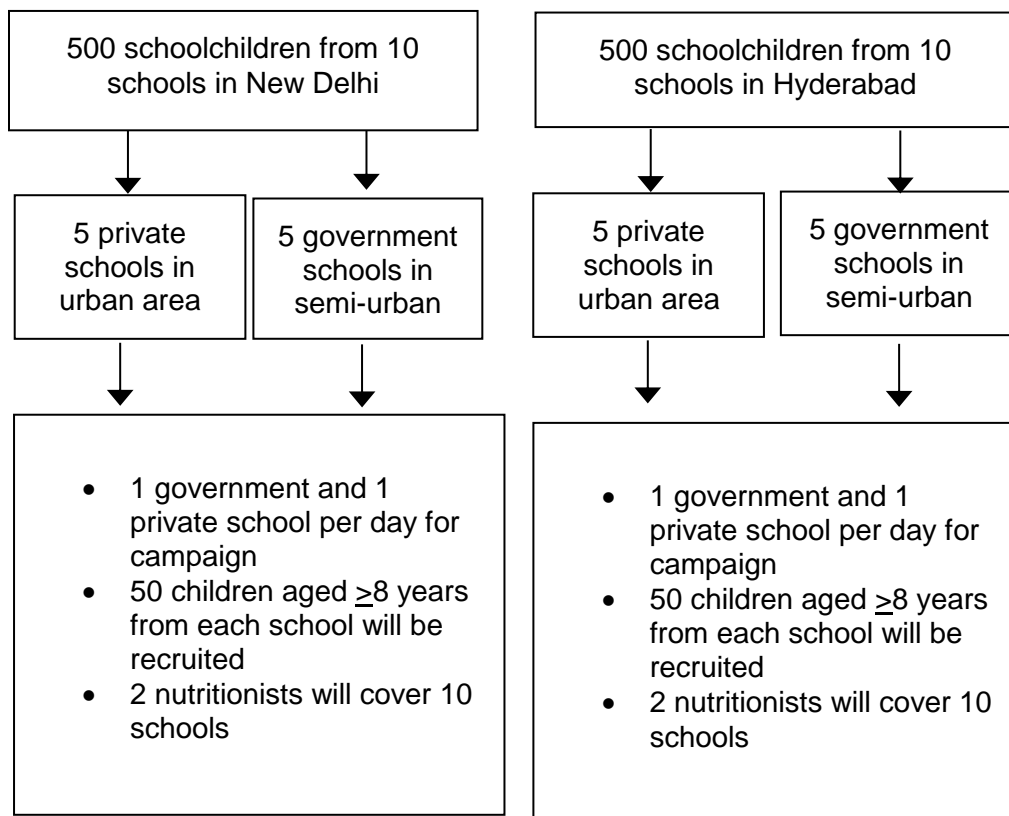 500 schoolchildren from 10
schools in New Delhi
500 schoolchildren from 10
schools in Hyderabad
5 private
schools in
urban area
5 government
schools in
semi-urban
5 private
schools in
urban area
5 government
schools in
semi-urban
• 1 government and 1
private school per day for
campaign
• 50 children aged >8 years
from each school will be
recruited
• 2 nutritionists will cover 10
schools
• 1 government and 1
private school per day for
campaign
• 50 children aged >8 years
from each school will be
recruited
• 2 nutritionists will cover 10
schools